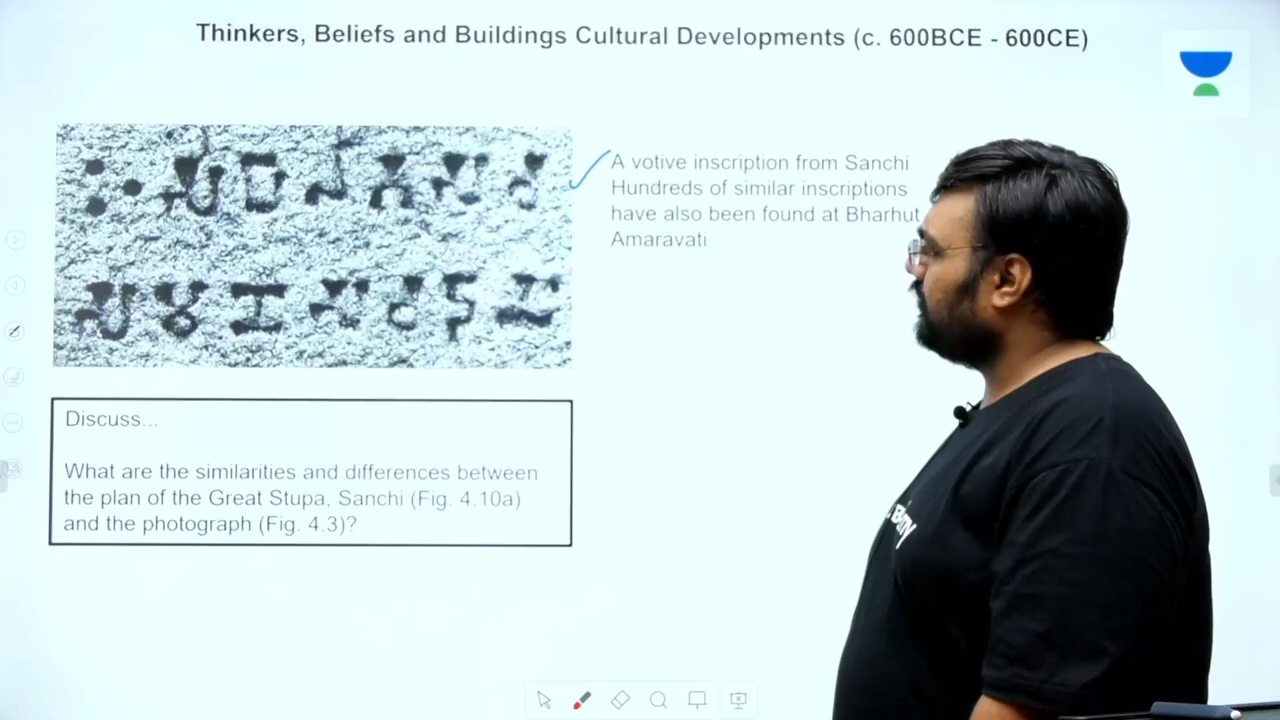 Thinkers, Beliefs and Buildings Cultural Developments (c. 600BCE - 600CE)
A votive inscription from Sanchi
Hundreds of similar inscriptions
have also been found at Bharhut
Amaravati
Discuss...
What are the similarities and differences between
the plan of the Great Stupa, Sanchi (Fig. 4.10a)
and the photograph (Fig. 4.3)?